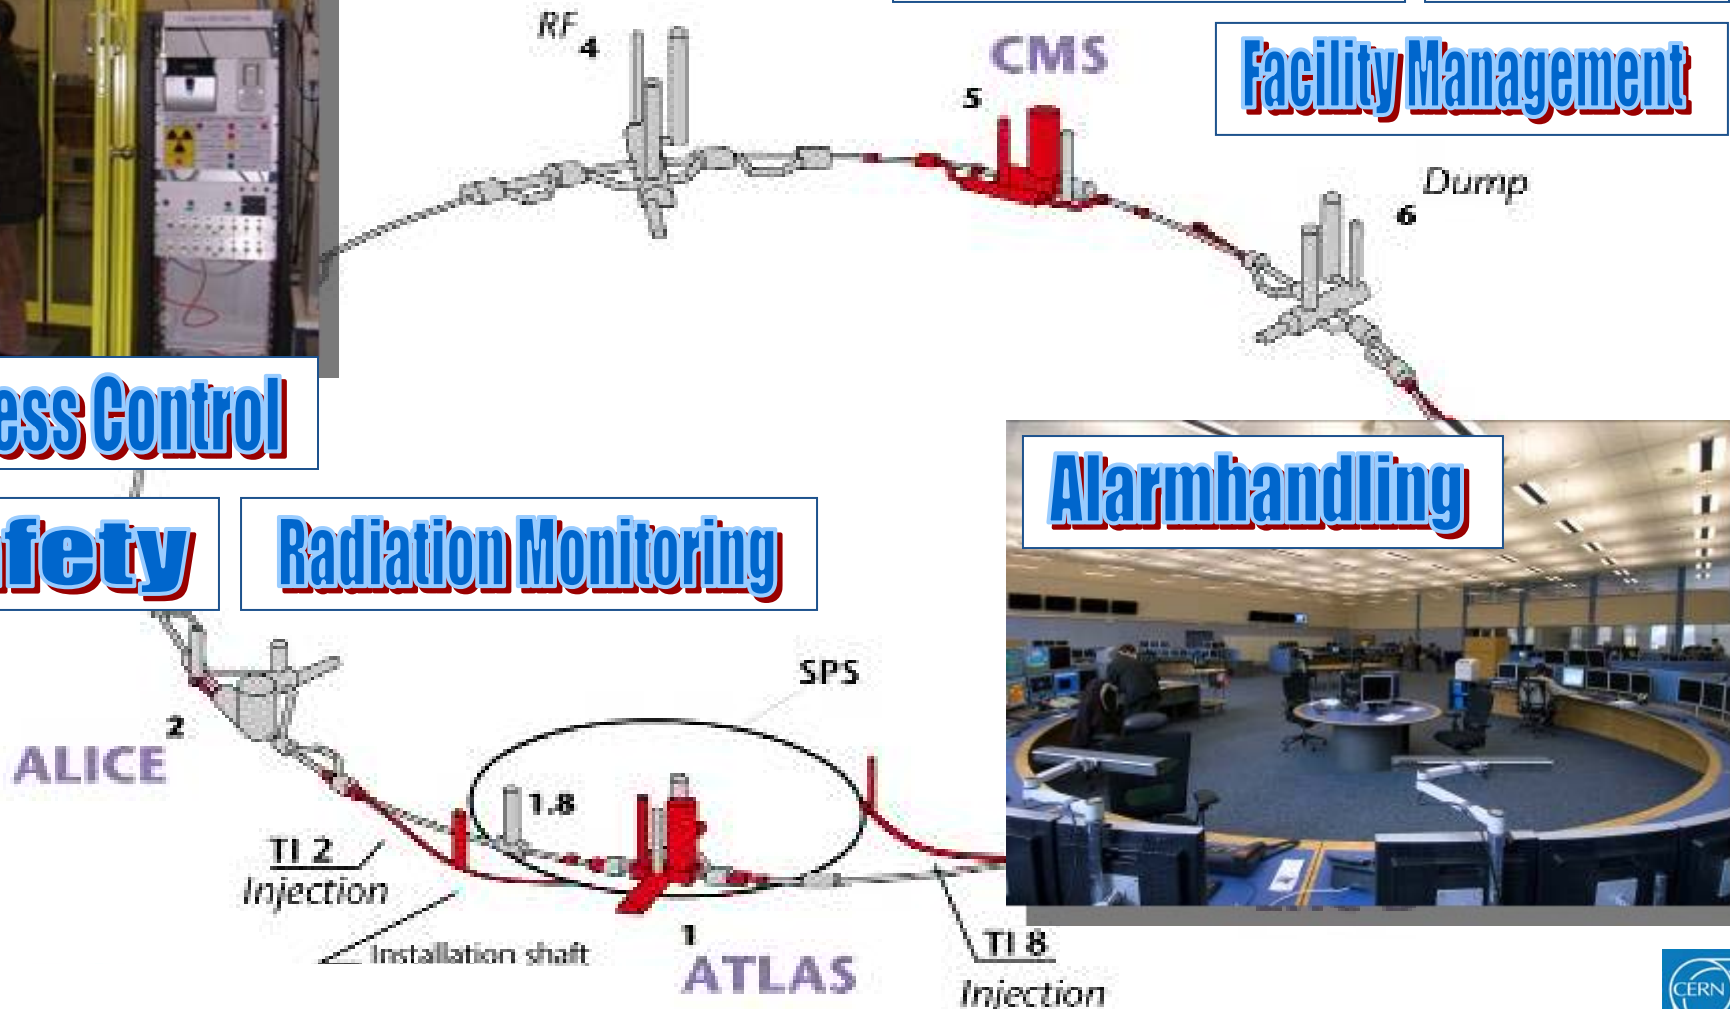 RF
4
CMS
5
Facility Management
Dump
6
ess Control
Alarmhandling
fety
Radiation Monitoring
SPS
2
ALICE
1.8
TI 2
Injection
Installation shaft
1
ATLAS
TI 8
Injection
CERN